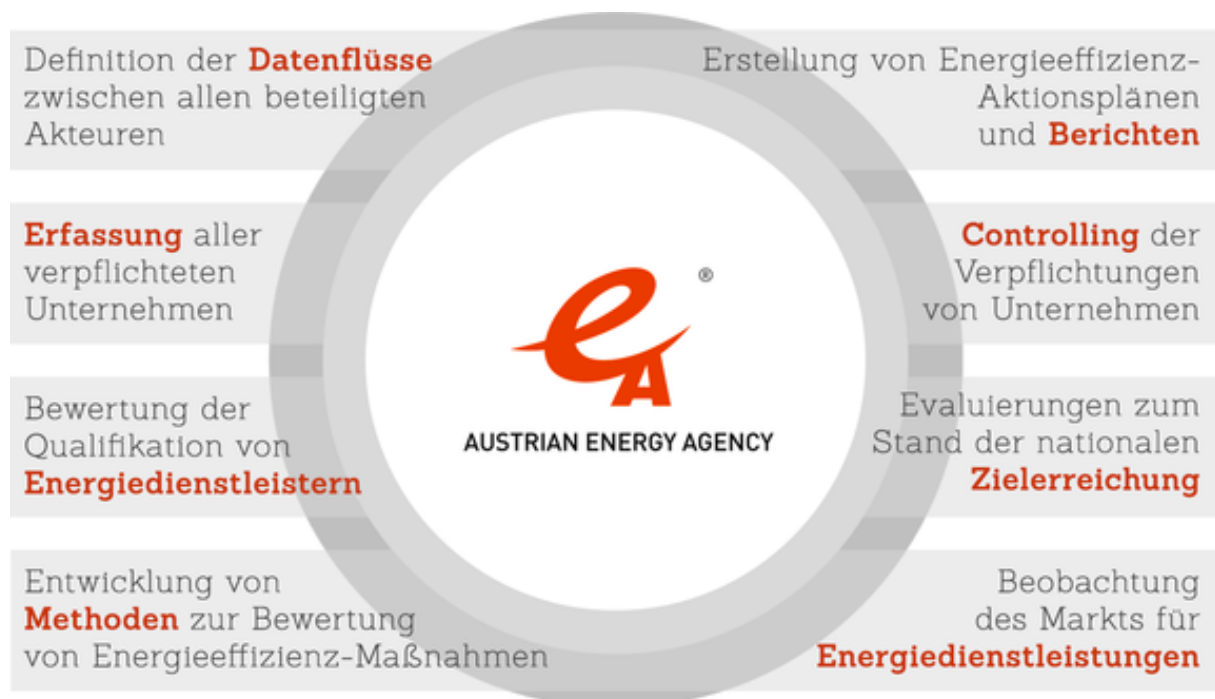 Definition der Datenflüsse
zwischen allen beteiligten
Akteuren
Erfassung aller
verpflichteten
Unternehmen
Bewertung der
Qualifikation von
Energiedienstleistern
Entwicklung von
Methoden zur Bewertung
von Energieeffizienz-Maßnahmen
eA ®
AUSTRIAN ENERGY AGENCY
Erstellung von Energieeffizienz-
Aktionsplänen
und Berichten
Controlling der
Verpflichtungen
von Unternehmen
Evaluierungen zum
Stand der nationalen
Zielerreichung
Beobachtung
des Markts für
Energiedienstleistungen